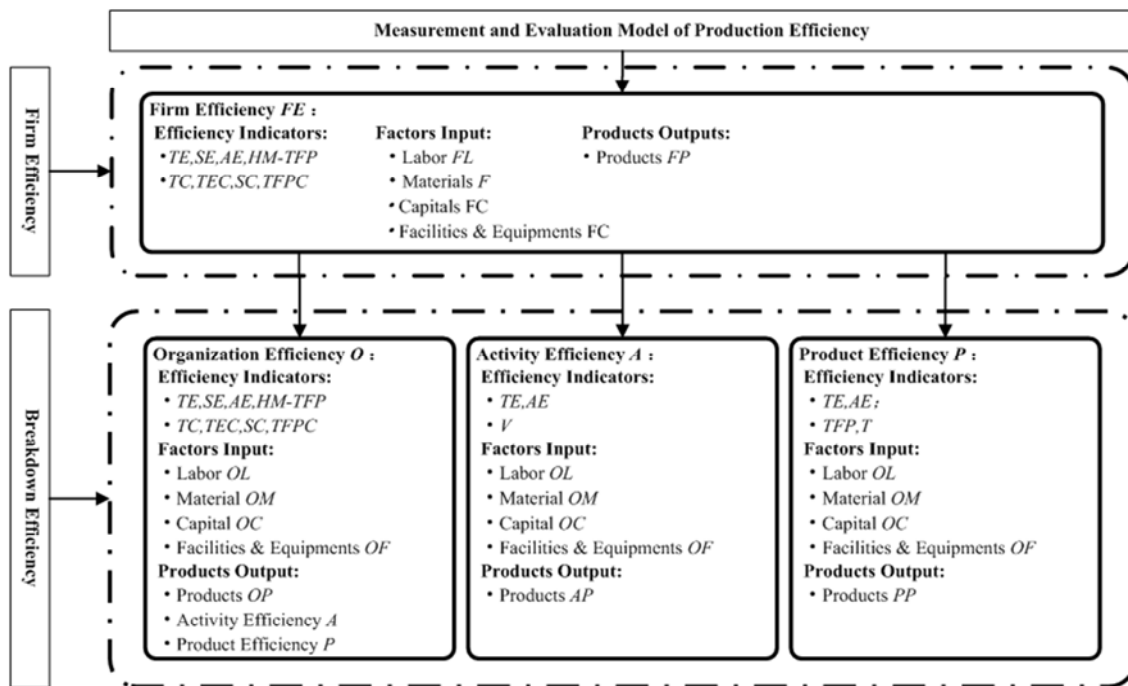 Measurement and Evaluation Model of Production Efficiency
Firm Efficiency
Firm Efficiency FE :
Efficiency Indicators:
• TE,SE,AE,HM-TFP
• TC,TEC,SC,TFPC
Factors Input:
• Labor FL
• Materials F
• Capitals FC
• Facilities & Equipments FC
Products Outputs:
• Products FP
Breakdown Efficiency
Organization Efficiency O :
Efficiency Indicators:
• TE,SE,AE,HM-TFP
• TC,TEC,SC,TFPC
Factors Input:
• Labor OL
• Material OM
• Capital OC
• Facilities & Equipments OF
Products Output:
• Products OP
• Activity Efficiency A
• Product Efficiency P
Activity Efficiency A :
Efficiency Indicators:
• TE,AE
• V
Factors Input:
• Labor OL
• Material OM
• Capital OC
• Facilities & Equipments OF
Products Output:
• Products AP
Product Efficiency P :
Efficiency Indicators:
• TE,AE;
• TFP,T
Factors Input:
• Labor OL
• Material OM
• Capital OC
• Facilities & Equipments OF
Products Output:
• Products PP